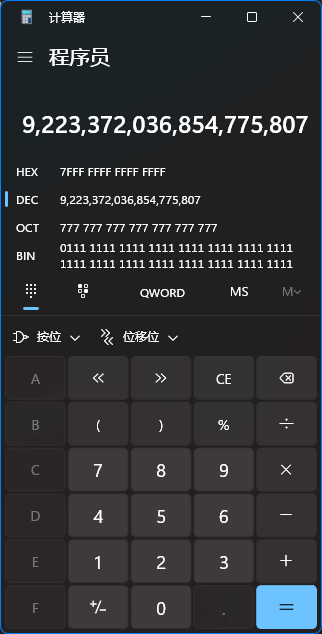 计算器
程序员
9,223,372,036,854,775,807
HEX 7FFF FFFF FFFF FFFF
DEC 9,223,372,036,854,775,807
OCT 777 777 777 777 777 777 777
BIN 0111 1111 1111 1111 1111 1111 1111 1111
1111 1111 1111 1111 1111 1111 1111 1111
QWORD MS M
按位 位移位
A << >> CE
B ( ) % ÷
C 7 8 9 ×
D 4 5 6 −
E 1 2 3 +
F +/− 0 . =